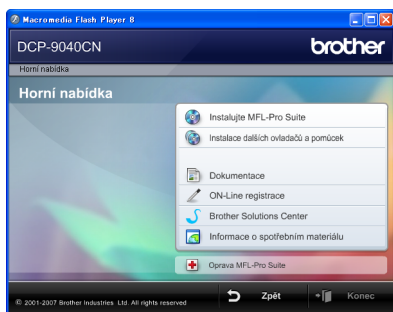 Macromedia Flash Player 8
DCP-9040CN
brother
Horní nabídka
Horní nabídka
Instalujte MFL-Pro Suite
Instalace dalších ovladačů a pomůcek
Dokumentace
ON-Line registrace
Brother Solutions Center
Informace o spotřebním materiálu
Oprava MFL-Pro Suite
© 2001-2007 Brother Industries Ltd. All rights reserved
Zpět
Konec